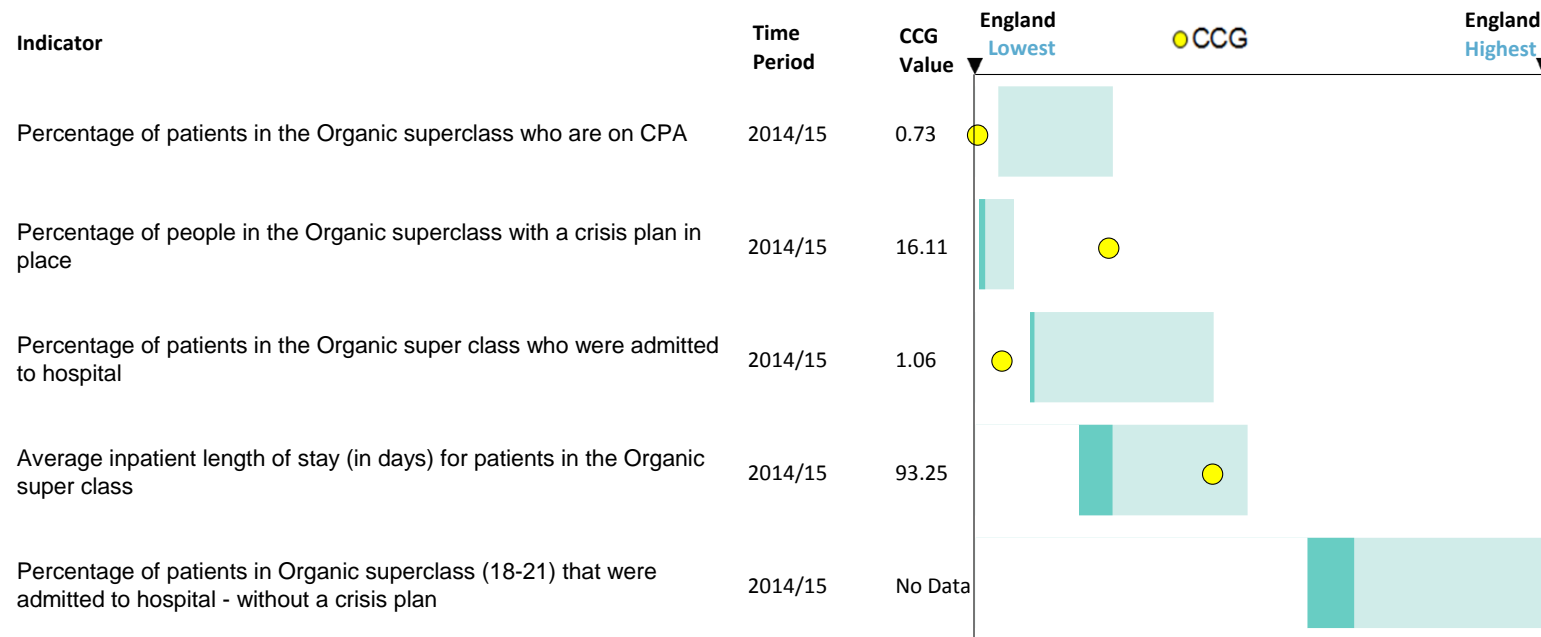 Indicator
Time
Period
CCG
Value
England
Lowest
CCG
England
Highest
Percentage of patients in the Organic superclass who are on CPA 2014/15 0.73
Percentage of people in the Organic superclass with a crisis plan in
place
2014/15 16.11
Percentage of patients in the Organic super class who were admitted
to hospital
2014/15 1.06
Average inpatient length of stay (in days) for patients in the Organic
super class
2014/15 93.25
Percentage of patients in Organic superclass (18-21) that were
admitted to hospital - without a crisis plan
2014/15 No Data